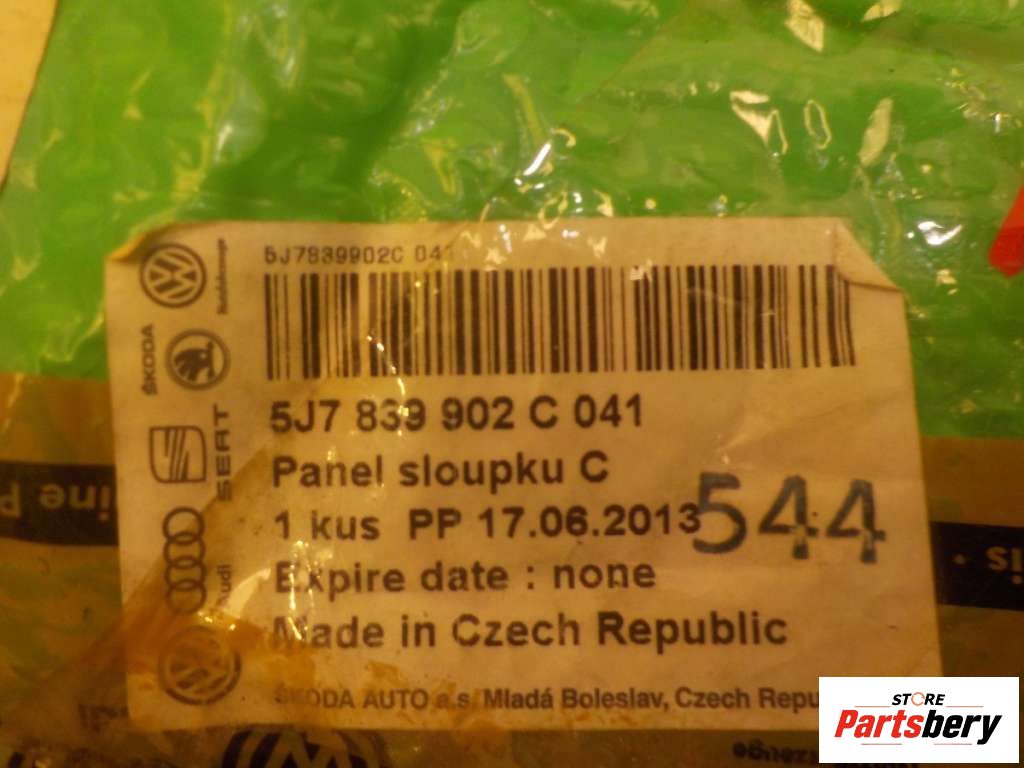 5J7839902C 041
ŠKODA
SEAT
Audi
5J7 839 902 C 041
Panel sloupku C
1 kus PP 17.06.2013
544
Expire date : none
Made in Czech Republic
ŠKODA AUTO a.s. Mladá Boleslav, Czech Repu
STORE
Partsbery